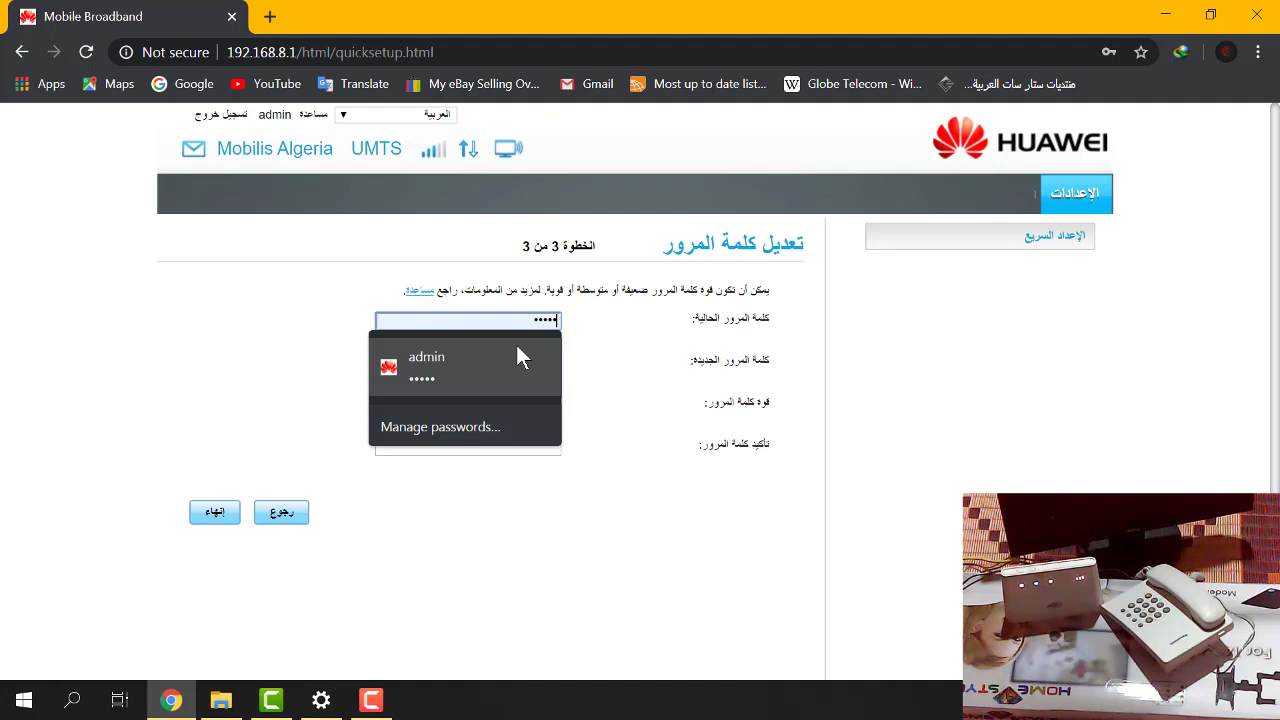 Mobile Broadband
Not secure 192.168.8.1/html/quicksetup.html
Apps Maps Google YouTube Translate My eBay Selling Ov... Gmail Most up to date list... Globe Telecom - Wi... منتديات ستار سات العربية...
العربية مساعدة admin تسجيل خروج
Mobilis Algeria UMTS
HUAWEI
الإعدادات
الإعداد السريع
تعديل كلمة المرور الخطوة 3 من 3
يمكن أن تكون قوة كلمة المرور ضعيفة أو متوسطة أو قوية. لمزيد من المعلومات، راجع مساعدة.
كلمة المرور الحالية: •••••
كلمة المرور الجديدة:
قوة كلمة المرور:
تأكيد كلمة المرور:
admin
•••••
Manage passwords...
رجوع
إنهاء
HOME STY